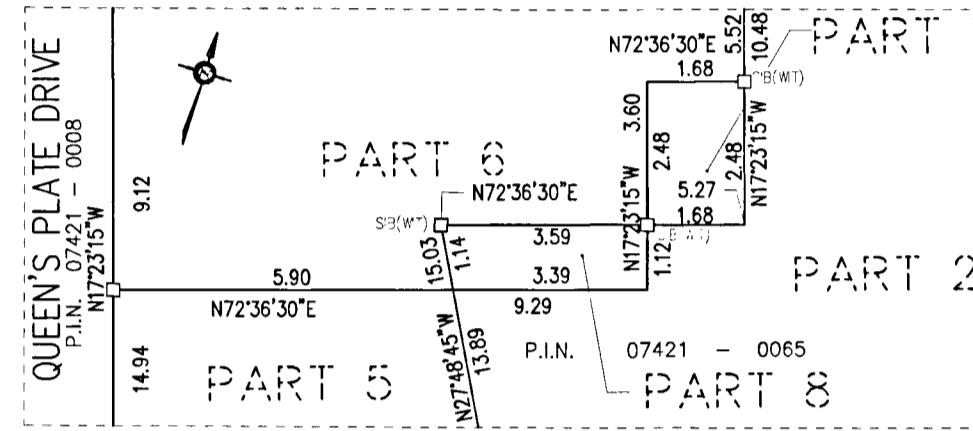 QUEEN'S PLATE DRIVE
P.I.N. 07421 - 0008
N17°23'15"W
9.12
14.94
PART 6
N72°36'30"E
1.68
5.52
10.48
PART
3.60
2.48
N17°23'15"W
5.27
2.48
N17°23'15"W
1.68
N72°36'30"E
3.59
1.12
15.03
1.14
5.90
N72°36'30"E
3.39
9.29
PART 2
N27°48'45"W
13.89
P.I.N. 07421 - 0065
PART 5
PART 8